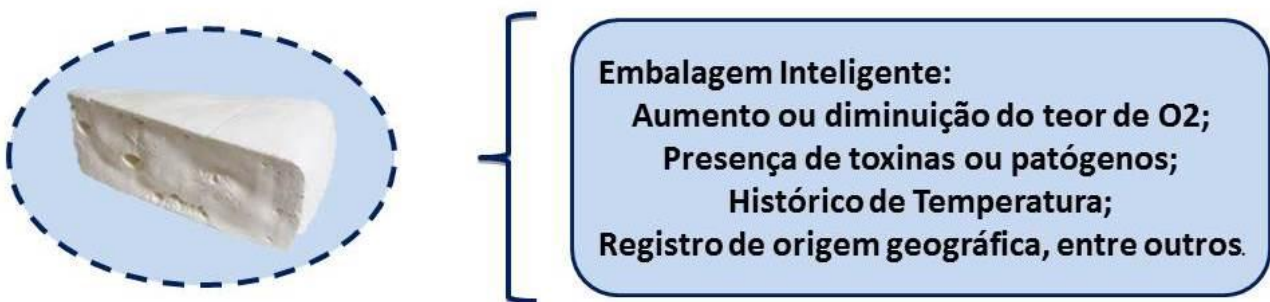 Embalagem Inteligente:
Aumento ou diminuição do teor de O2;
Presença de toxinas ou patógenos;
Histórico de Temperatura;
Registro de origem geográfica, entre outros.